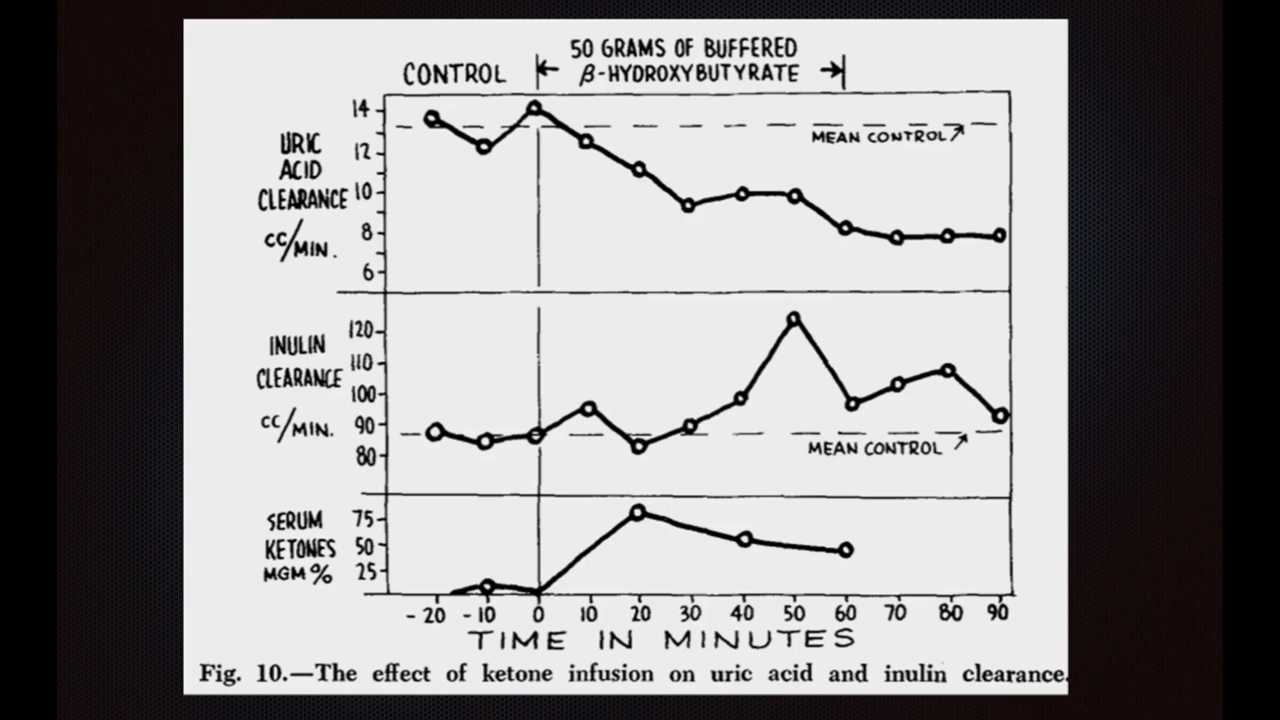 50 GRAMS OF BUFFERED
CONTROL
β-HYDROXYBUTYRATE
URIC
ACID
CLEARANCE
CC/MIN.
14
12
10
8
6
MEAN CONTROL
INULIN
CLEARANCE
CC/MIN.
120
110
100
90
80
MEAN CONTROL
SERUM
KETONES
MGM %
75
50
25
-20 -10 0 10 20 30 40 50 60 70 80 90
TIME IN MINUTES
Fig. 10.—The effect of ketone infusion on uric acid and inulin clearance.